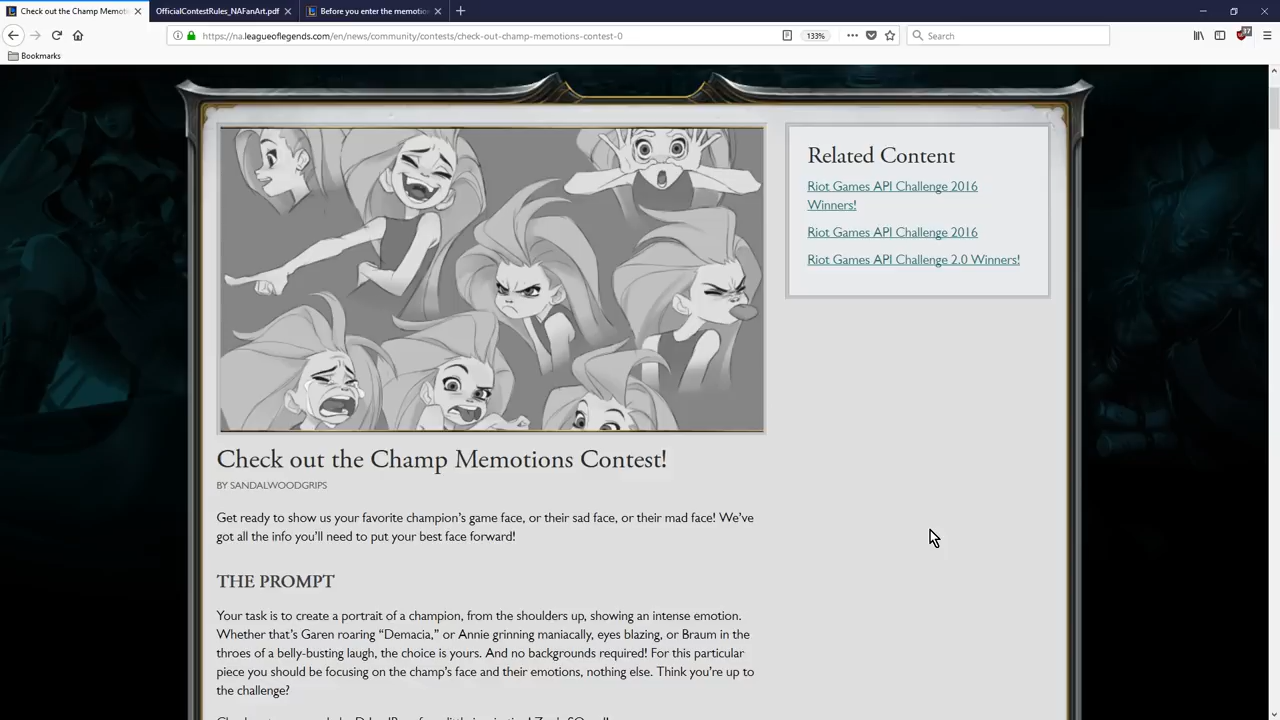 Check out the Champ Memoti
OfficialContestRules_NAFanArt.pdf
Before you enter the memotio
https://na.leagueoflegends.com/en/news/community/contests/check-out-champ-memotions-contest-0
133%
Search
Bookmarks
Related Content
Riot Games API Challenge 2016
Winners!
Riot Games API Challenge 2016
Riot Games API Challenge 2.0 Winners!
Check out the Champ Memotions Contest!
BY SANDALWOODGRIPS
Get ready to show us your favorite champion's game face, or their sad face, or their mad face! We've
got all the info you'll need to put your best face forward!
THE PROMPT
Your task is to create a portrait of a champion, from the shoulders up, showing an intense emotion.
Whether that's Garen roaring "Demacia," or Annie grinning maniacally, eyes blazing, or Braum in the
throes of a belly-busting laugh, the choice is yours. And no backgrounds required! For this particular
piece you should be focusing on the champ's face and their emotions, nothing else. Think you're up to
the challenge?